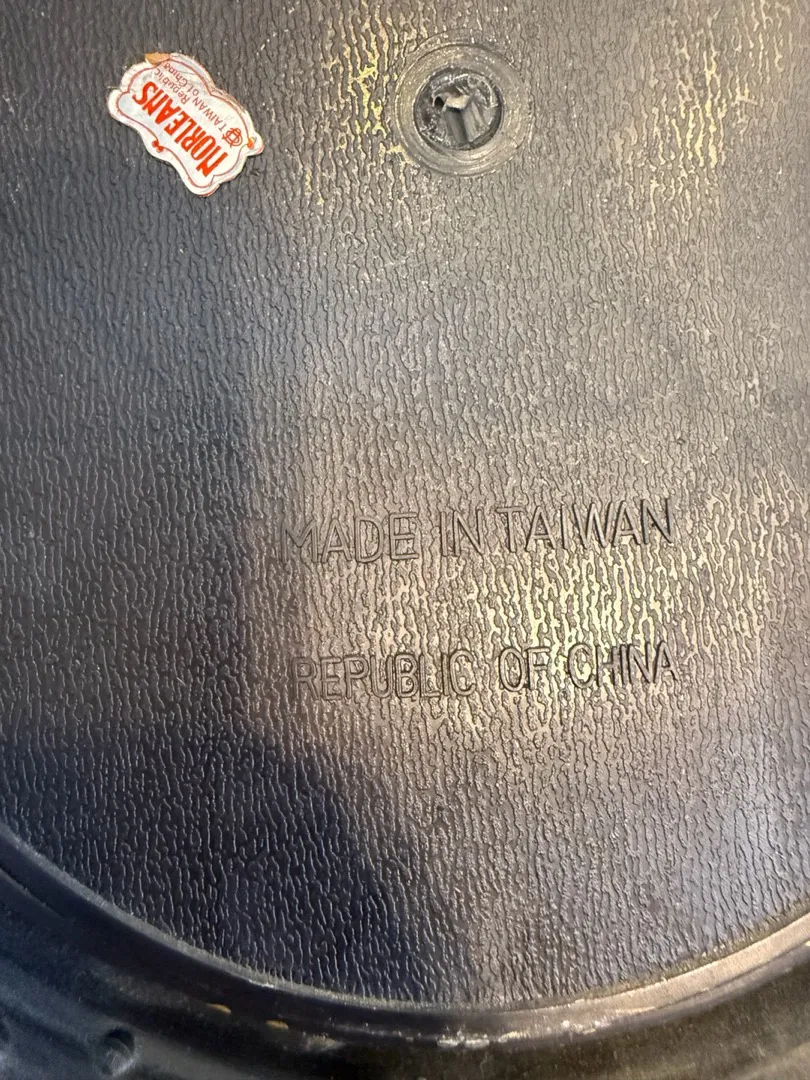 NORLEANS
TAIWAN
Republic
of China
MADE IN TAIWAN
REPUBLIC OF CHINA